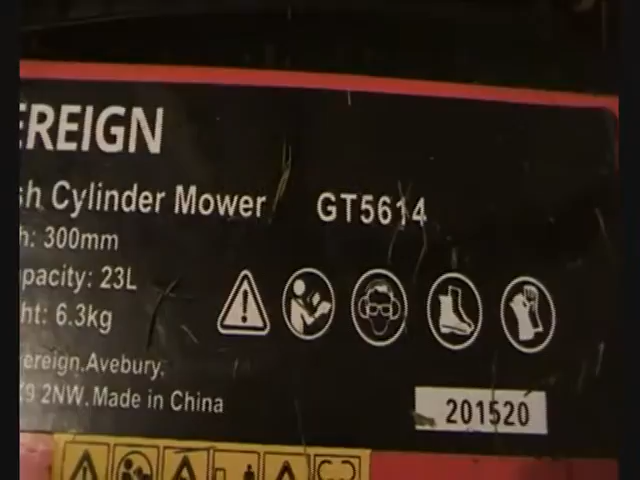 EREIGN
sh Cylinder Mower GT5614
h: 300mm
pacity: 23L
ht: 6.3kg
ereign.Avebury,
9 2NW.Made in China
201520